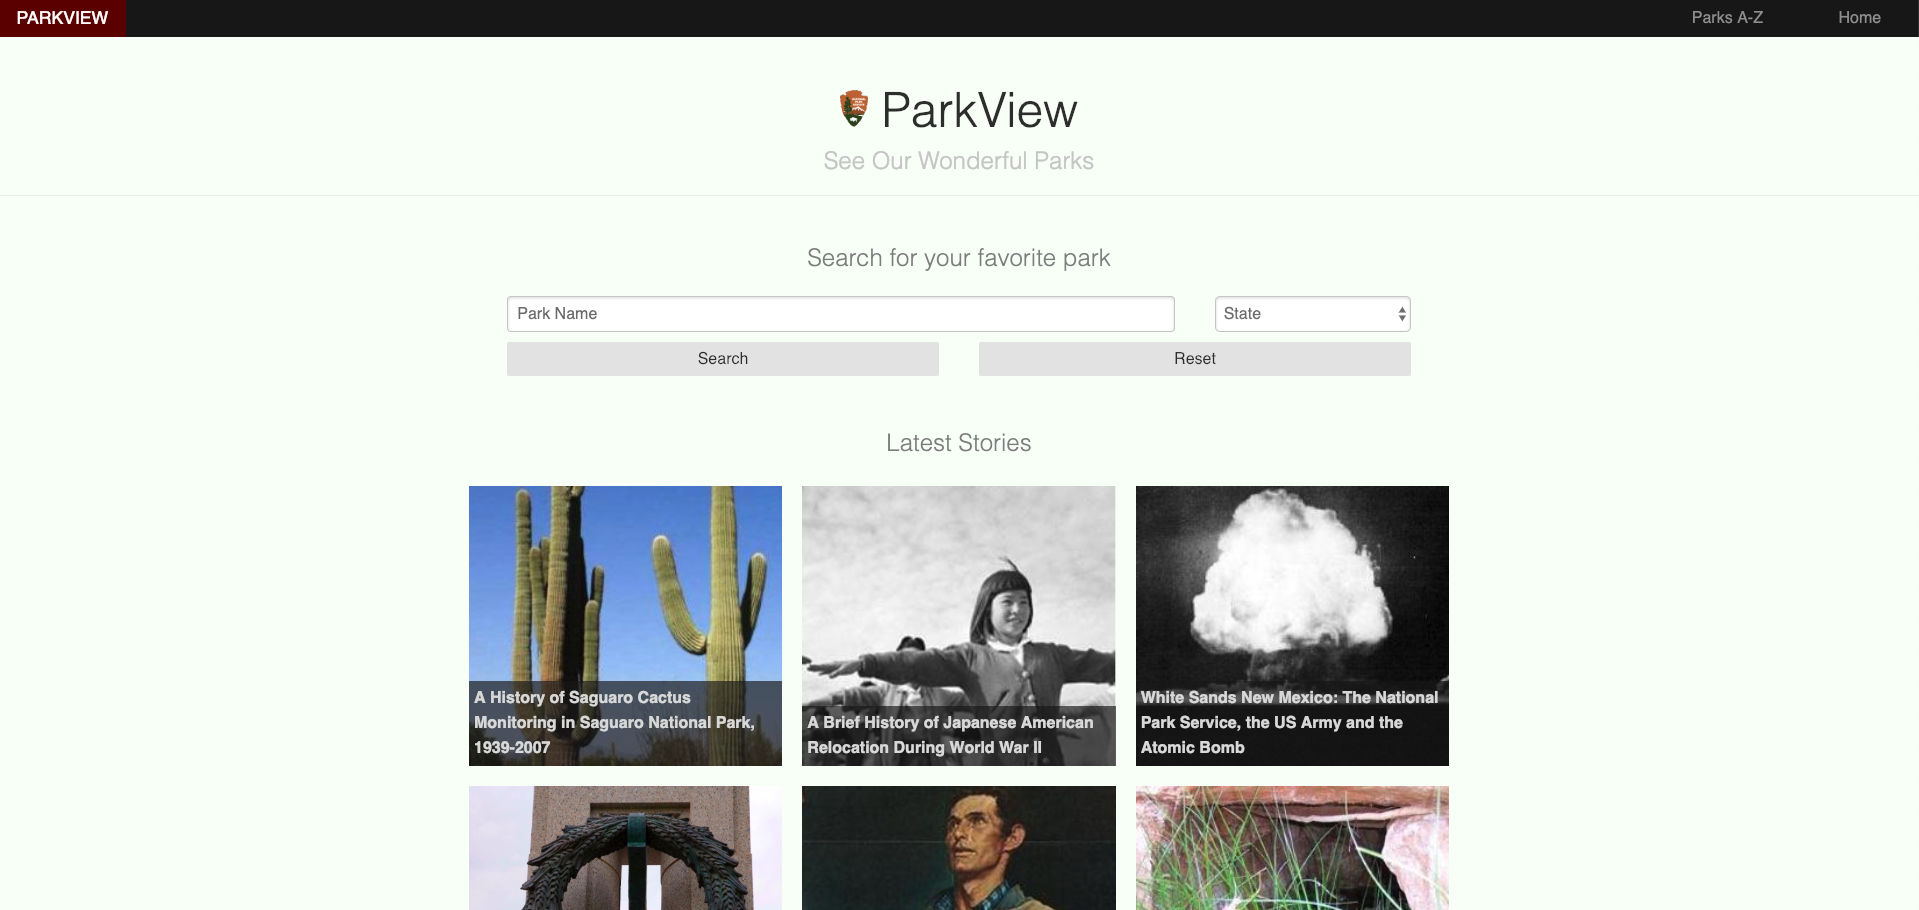 PARKVIEW
Parks A-Z
Home
ParkView
See Our Wonderful Parks
Search for your favorite park
Park Name
State
Search
Reset
Latest Stories
A History of Saguaro Cactus
Monitoring in Saguaro National Park,
1939-2007
A Brief History of Japanese American
Relocation During World War II
White Sands New Mexico: The National
Park Service, the US Army and the
Atomic Bomb